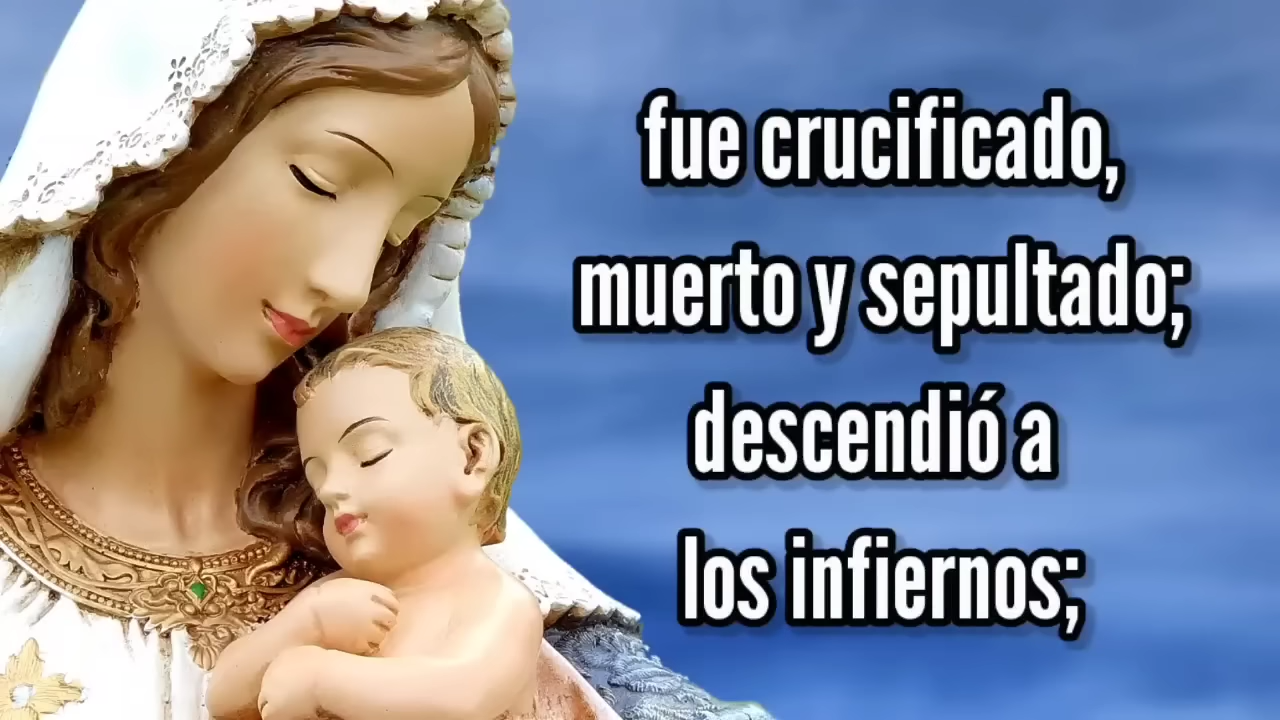 fue crucificado,
muerto y sepultado;
descendió a
los infiernos;